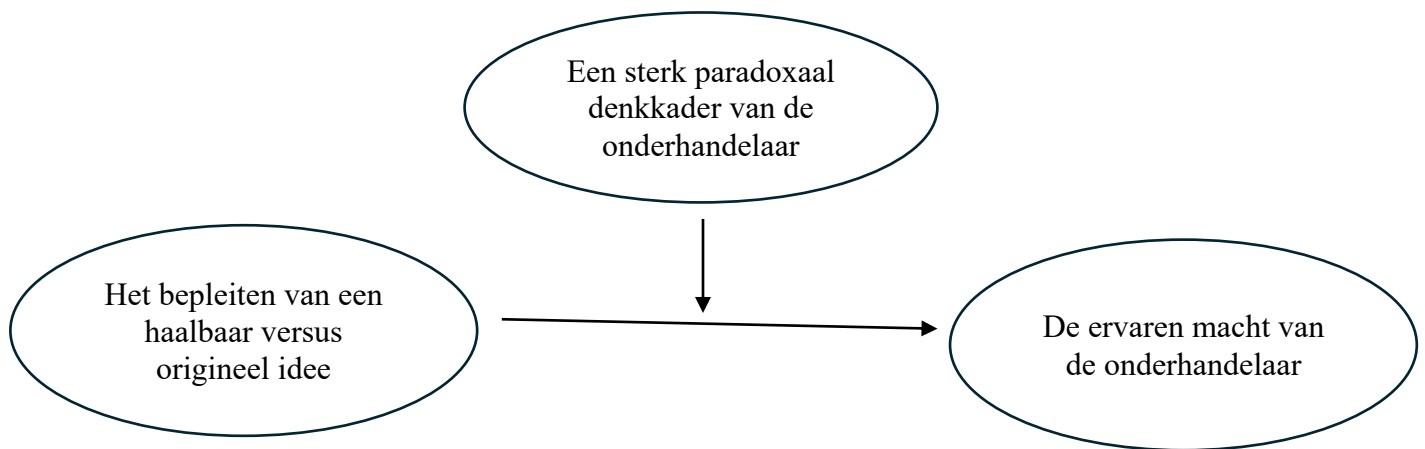 Een sterk paradoxaal
denkkader van de
onderhandelaar
Het bepleiten van een
haalbaar versus
origineel idee
De ervaren macht van
de onderhandelaar